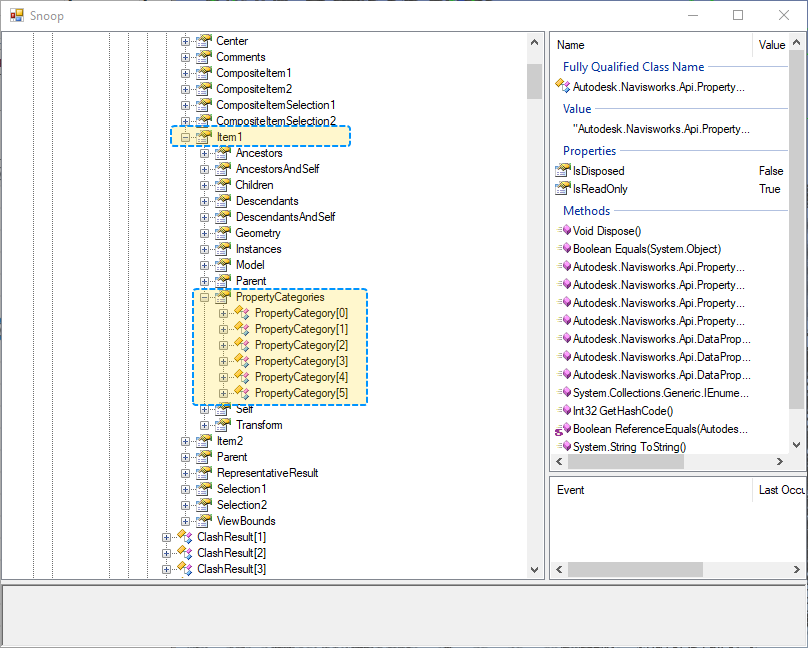 Snoop
Center
Comments
CompositeItem1
CompositeItem2
CompositeItemSelection1
CompositeItemSelection2
Item1
Ancestors
AncestorsAndSelf
Children
Descendants
DescendantsAndSelf
Geometry
Instances
Model
Parent
PropertyCategories
PropertyCategory[0]
PropertyCategory[1]
PropertyCategory[2]
PropertyCategory[3]
PropertyCategory[4]
PropertyCategory[5]
Self
Transform
Item2
Parent
RepresentativeResult
Selection1
Selection2
ViewBounds
ClashResult[1]
ClashResult[2]
ClashResult[3]
Name Value
Fully Qualified Class Name
Autodesk.Navisworks.Api.Property...
Value
"Autodesk.Navisworks.Api.Property...
Properties
IsDisposed False
IsReadOnly True
Methods
Void Dispose()
Boolean Equals(System.Object)
Autodesk.Navisworks.Api.Property...
Autodesk.Navisworks.Api.Property...
Autodesk.Navisworks.Api.Property...
Autodesk.Navisworks.Api.Property...
Autodesk.Navisworks.Api.DataProp...
Autodesk.Navisworks.Api.DataProp...
Autodesk.Navisworks.Api.DataProp...
System.Collections.Generic.IEnume...
Int32 GetHashCode()
Boolean ReferenceEquals(Autodes...
System.String ToString()
Event Last Occu